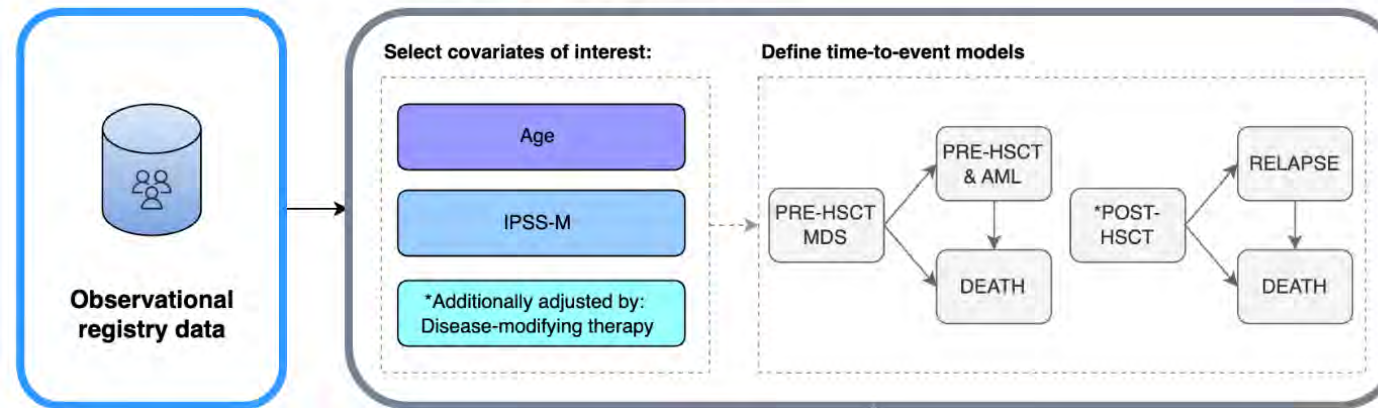 Observational
registry data
Select covariates of interest:
Age
IPSS-M
*Additionally adjusted by:
Disease-modifying therapy
Define time-to-event models
PRE-HSCT
MDS
PRE-HSCT
& AML
DEATH
*POST-
HSCT
RELAPSE
DEATH